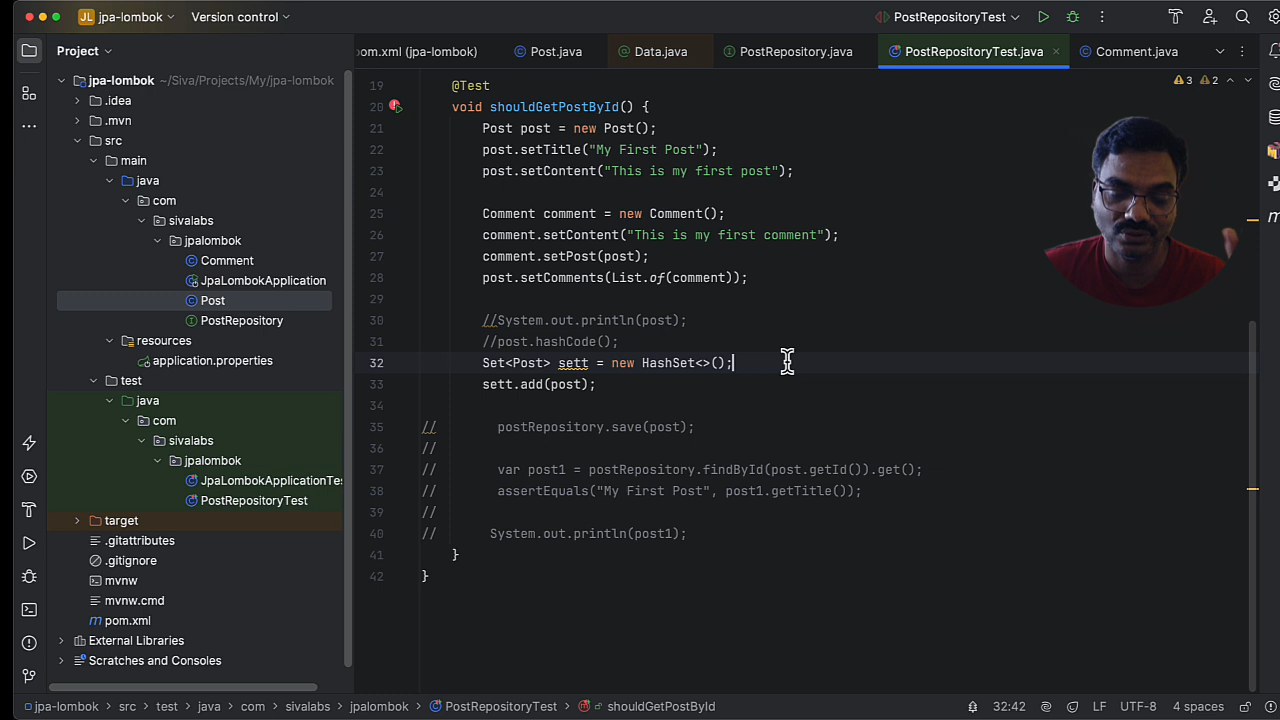 JL jpa-lombok Version control PostRepositoryTest
Project
pom.xml (jpa-lombok) Post.java Data.java PostRepository.java PostRepositoryTest.java Comment.java
jpa-lombok ~/Siva/Projects/My/jpa-lombok
.idea
.mvn
src
main
java
com
sivalabs
jpalombok
Comment
JpaLombokApplication
Post
PostRepository
resources
application.properties
test
java
com
sivalabs
jpalombok
JpaLombokApplicationTe
PostRepositoryTest
target
.gitattributes
.gitignore
mvnw
mvnw.cmd
pom.xml
External Libraries
Scratches and Consoles
3 2
19 @Test
20 void shouldGetPostById() {
21 Post post = new Post();
22 post.setTitle("My First Post");
23 post.setContent("This is my first post");
24
25 Comment comment = new Comment();
26 comment.setContent("This is my first comment");
27 comment.setPost(post);
28 post.setComments(List.of(comment));
29
30 //System.out.println(post);
31 //post.hashCode();
32 Set<Post> sett = new HashSet<>();
33 sett.add(post);
34
35 // postRepository.save(post);
36 //
37 // var post1 = postRepository.findById(post.getId()).get();
38 // assertEquals("My First Post", post1.getTitle());
39 //
40 // System.out.println(post1);
41 }
42 }
jpa-lombok > src > test > java > com > sivalabs > jpalombok > PostRepositoryTest > shouldGetPostById 32:42 LF UTF-8 4 spaces